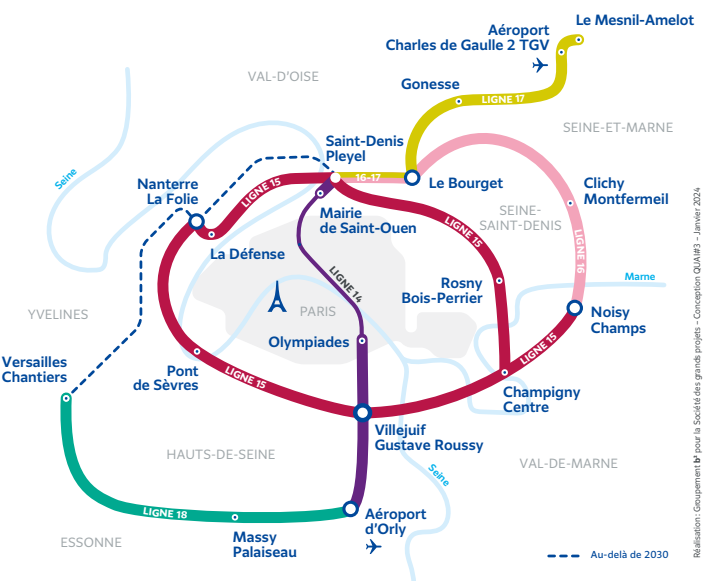 Le Mesnil-Amelot
Aéroport
Charles de Gaulle 2 TGV
VAL-D'OISE
Gonesse
LIGNE 17
SEINE-ET-MARNE
Saint-Denis
Pleyel
16-17
Le Bourget
Seine
Nanterre
La Folie
LIGNE 15
Clichy
Montfermeil
Mairie
de Saint-Ouen
SEINE-
SAINT-DENIS
LIGNE 15
LIGNE 16
La Défense
LIGNE 14
Rosny
Bois-Perrier
Marne
YVELINES
PARIS
Noisy
Champs
Olympiades
LIGNE 15
Versailles
Chantiers
Pont
de Sèvres
LIGNE 15
Champigny
Centre
Villejuif
Gustave Roussy
HAUTS-DE-SEINE
Seine
VAL-DE-MARNE
LIGNE 18
Aéroport
d'Orly
Massy
Palaiseau
ESSONNE
Au-delà de 2030
Réalisation : Groupement b² pour la Société des grands projets – Conception QUAI#3 – Janvier 2024